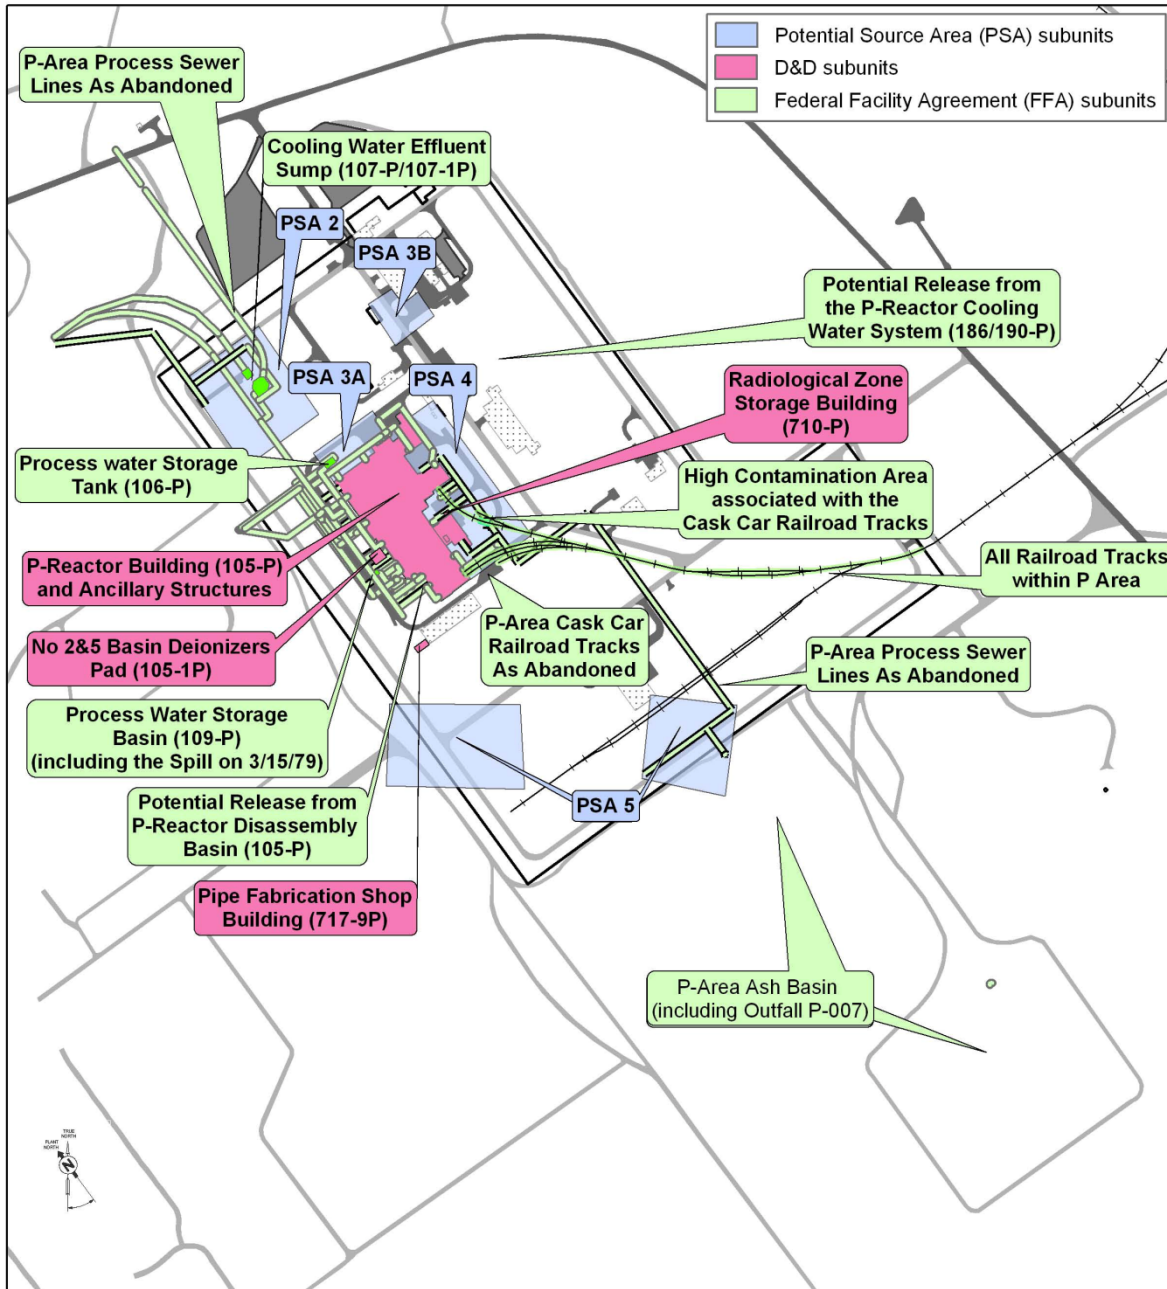 Potential Source Area (PSA) subunits
D&D subunits
Federal Facility Agreement (FFA) subunits
P-Area Process Sewer
Lines As Abandoned
Cooling Water Effluent
Sump (107-P/107-1P)
PSA 2
PSA 3B
Potential Release from
the P-Reactor Cooling
Water System (186/190-P)
PSA 3A
PSA 4
Radiological Zone
Storage Building
(710-P)
Process water Storage
Tank (106-P)
High Contamination Area
associated with the
Cask Car Railroad Tracks
P-Reactor Building (105-P)
and Ancillary Structures
All Railroad Tracks
within P Area
No 2&5 Basin Deionizers
Pad (105-1P)
P-Area Cask Car
Railroad Tracks
As Abandoned
P-Area Process Sewer
Lines As Abandoned
Process Water Storage
Basin (109-P)
(including the Spill on 3/15/79)
PSA 5
Potential Release from
P-Reactor Disassembly
Basin (105-P)
Pipe Fabrication Shop
Building (717-9P)
P-Area Ash Basin
(including Outfall P-007)
TRUE
NORTH
PLANT
NORTH
N